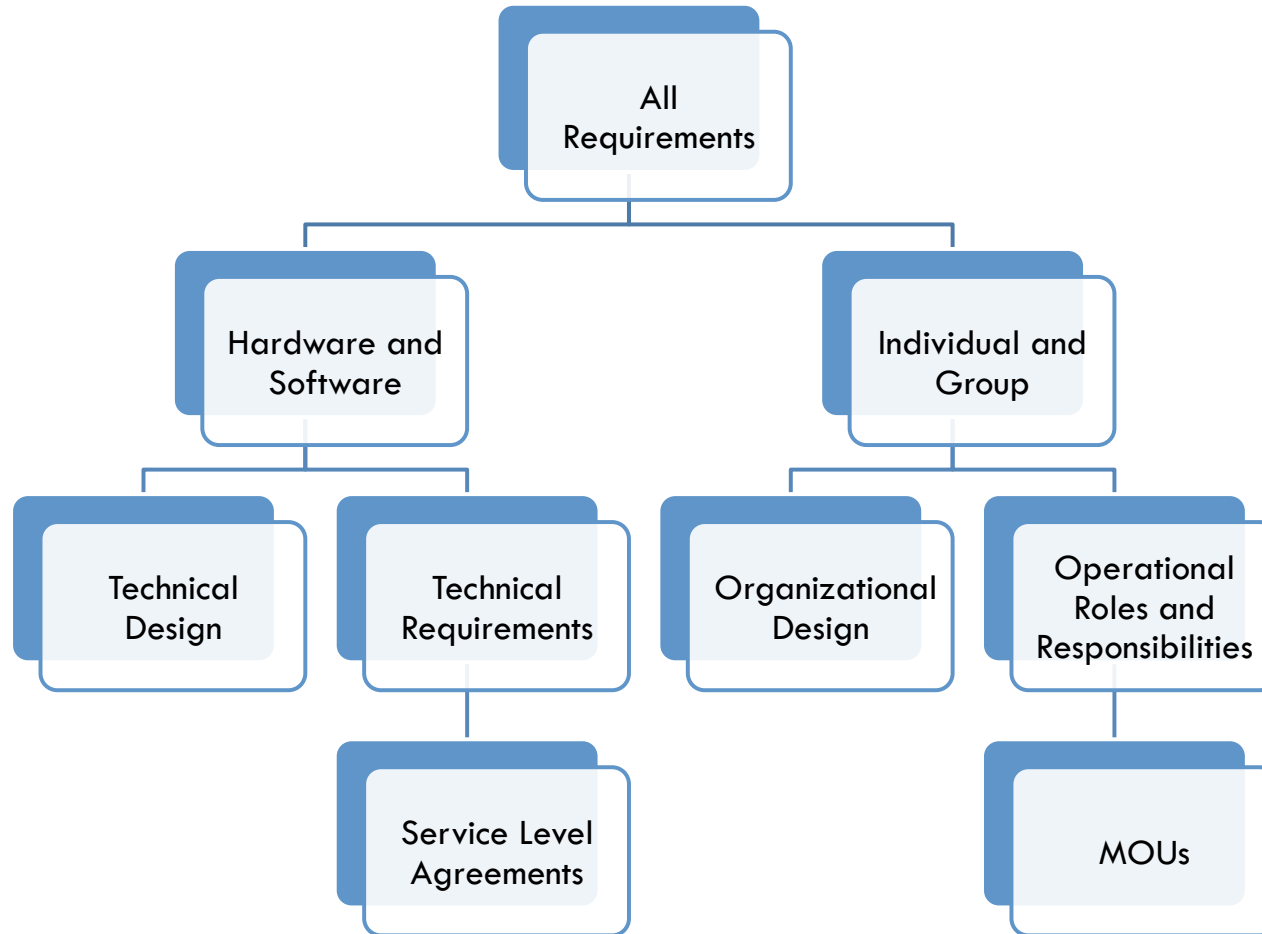 All
Requirements
Hardware and
Software
Individual and
Group
Technical
Design
Technical
Requirements
Organizational
Design
Operational
Roles and
Responsibilities
Service Level
Agreements
MOUs